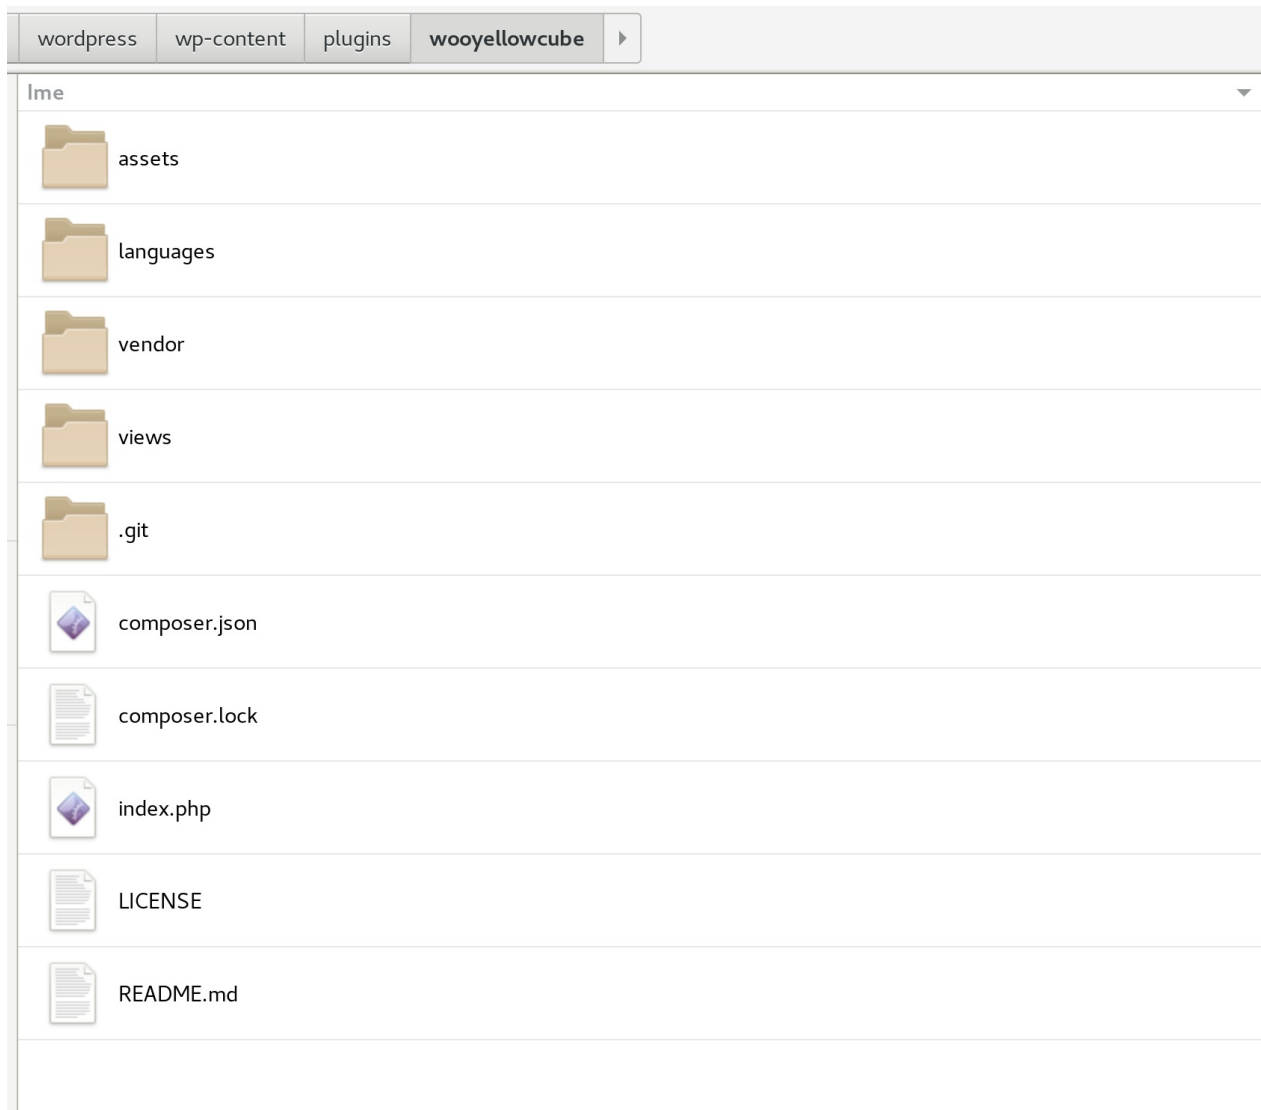 wordpress wp-content plugins wooyellowcube
Ime
assets
languages
vendor
views
.git
composer.json
composer.lock
index.php
LICENSE
README.md